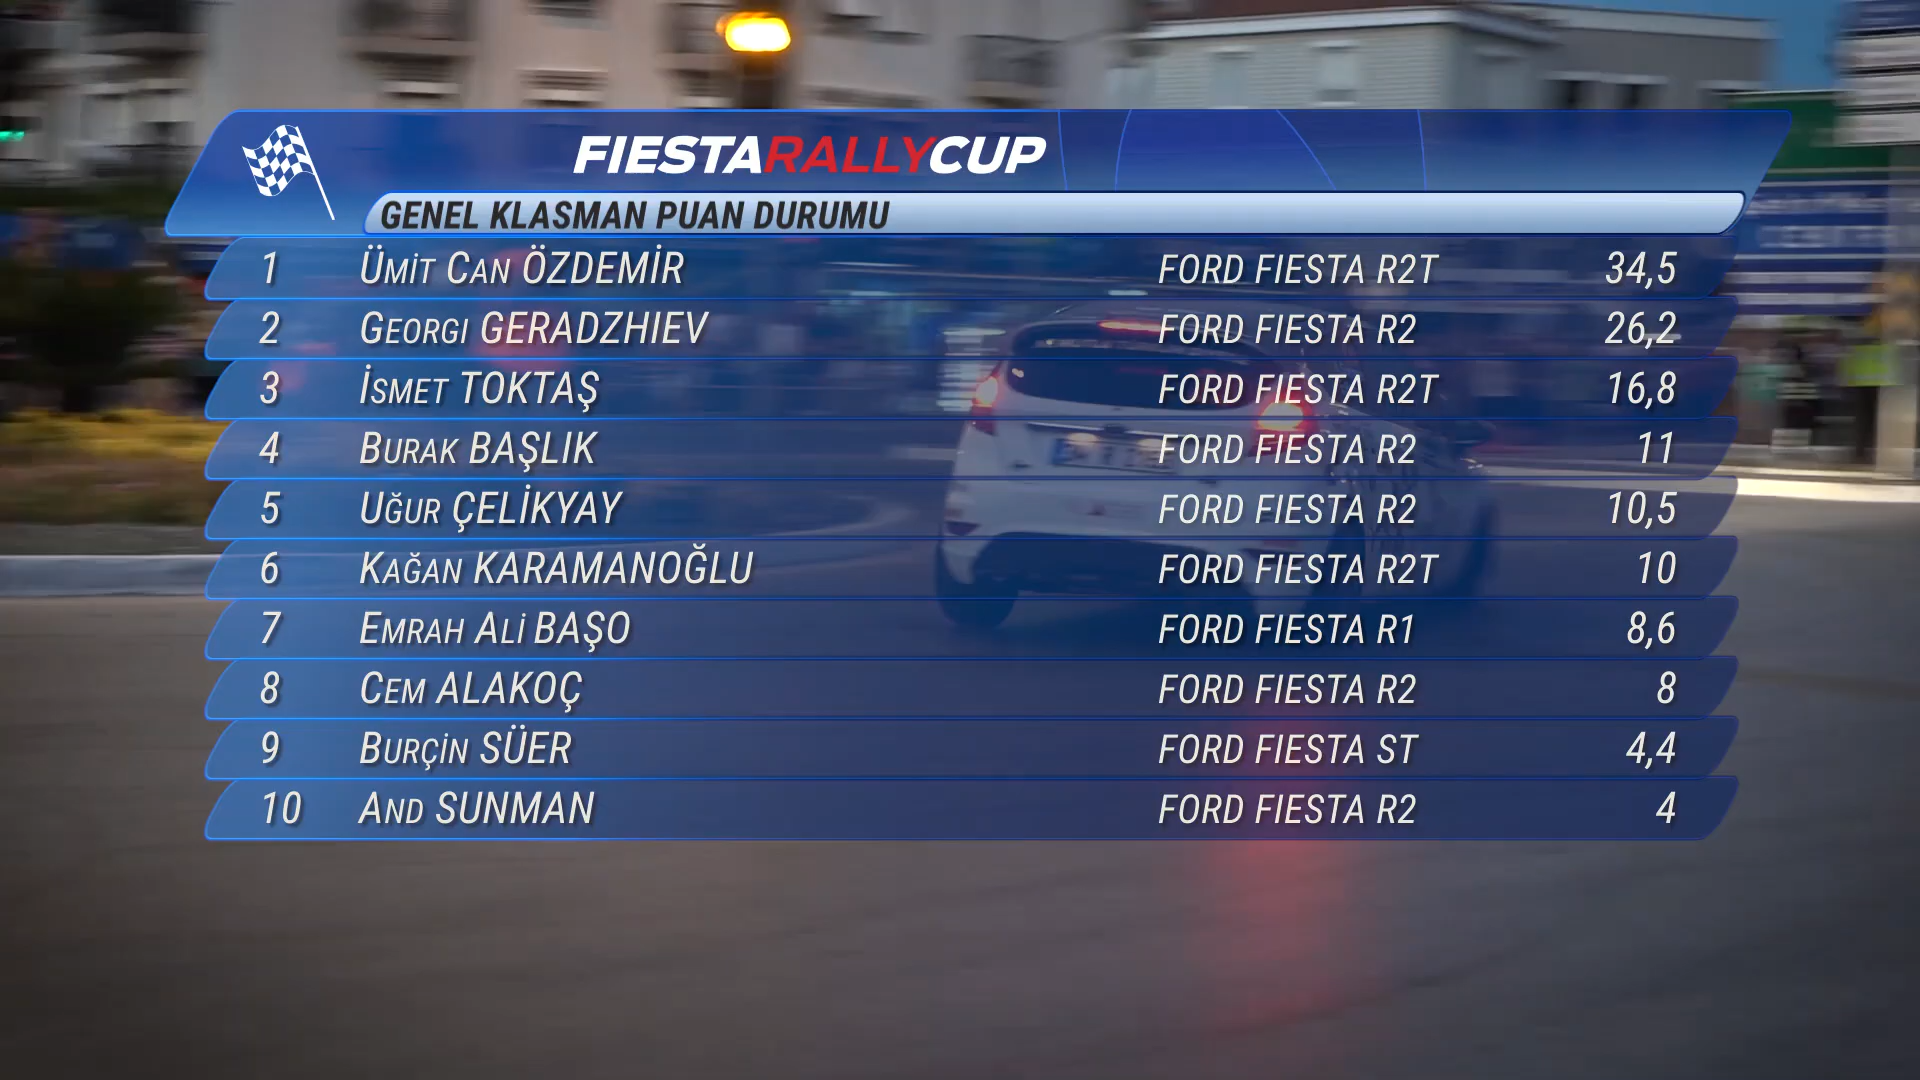 FIESTARALLYCUP
GENEL KLASMAN PUAN DURUMU
1 Ümit Can ÖZDEMİR FORD FIESTA R2T 34,5
2 Georgi GERADZHIEV FORD FIESTA R2 26,2
3 İsmet TOKTAŞ FORD FIESTA R2T 16,8
4 Burak BAŞLIK FORD FIESTA R2 11
5 Uğur ÇELİKYAY FORD FIESTA R2 10,5
6 Kağan KARAMANOĞLU FORD FIESTA R2T 10
7 Emrah Ali BAŞO FORD FIESTA R1 8,6
8 Cem ALAKOÇ FORD FIESTA R2 8
9 Burçin SÜER FORD FIESTA ST 4,4
10 And SUNMAN FORD FIESTA R2 4